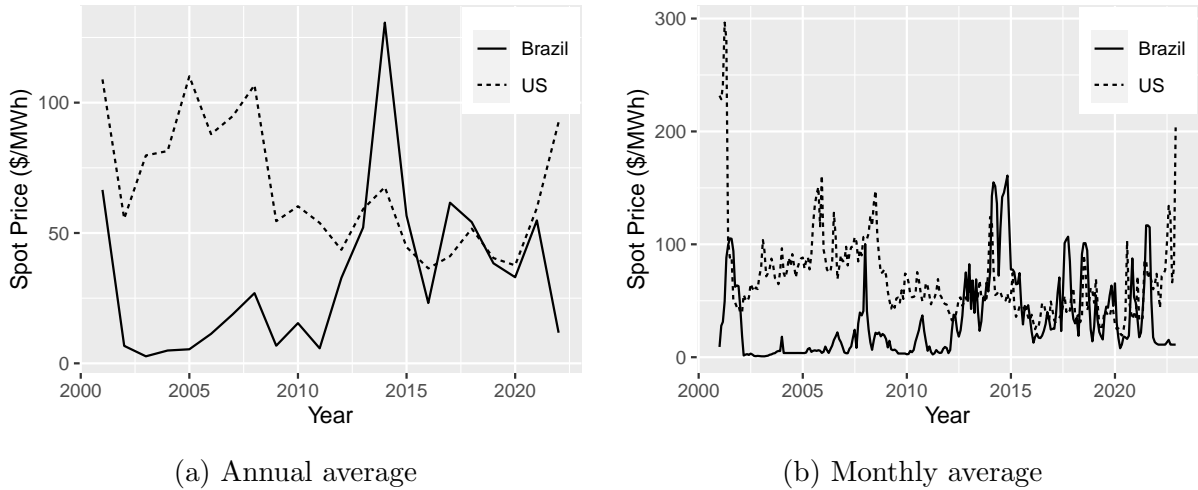 Spot Price ($/MWh)
100
50
0
2000
2005
2010
2015
2020
Year
Brazil
US
(a) Annual average
Spot Price ($/MWh)
300
200
100
0
2000
2005
2010
2015
2020
Year
Brazil
US
(b) Monthly average